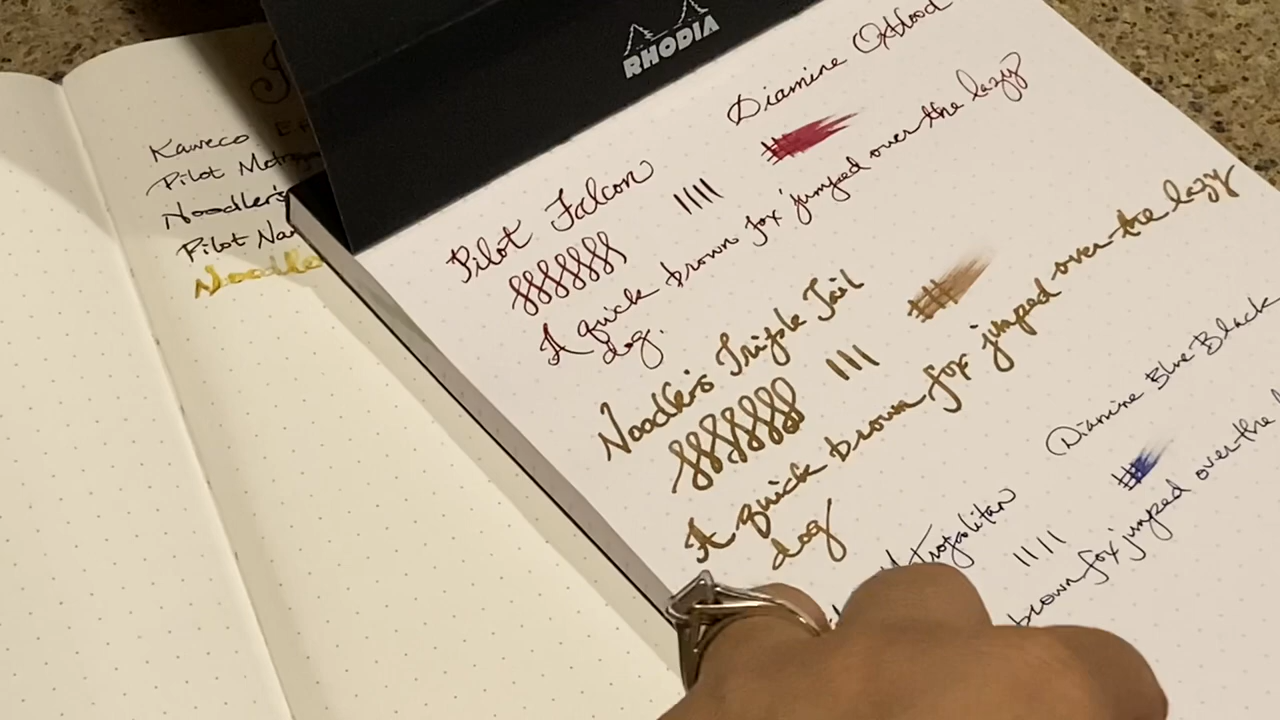 Kaweco
Pilot
Noodler's
Pilot
RHODIA
Diamine Oxblood
Pilot Falcon
A quick brown fox jumped over the lazy
dog.
Noodler's Triple Tail
A quick brown fox jumped over the lazy
dog
Diamine Blue Black
brown fox jumped over the